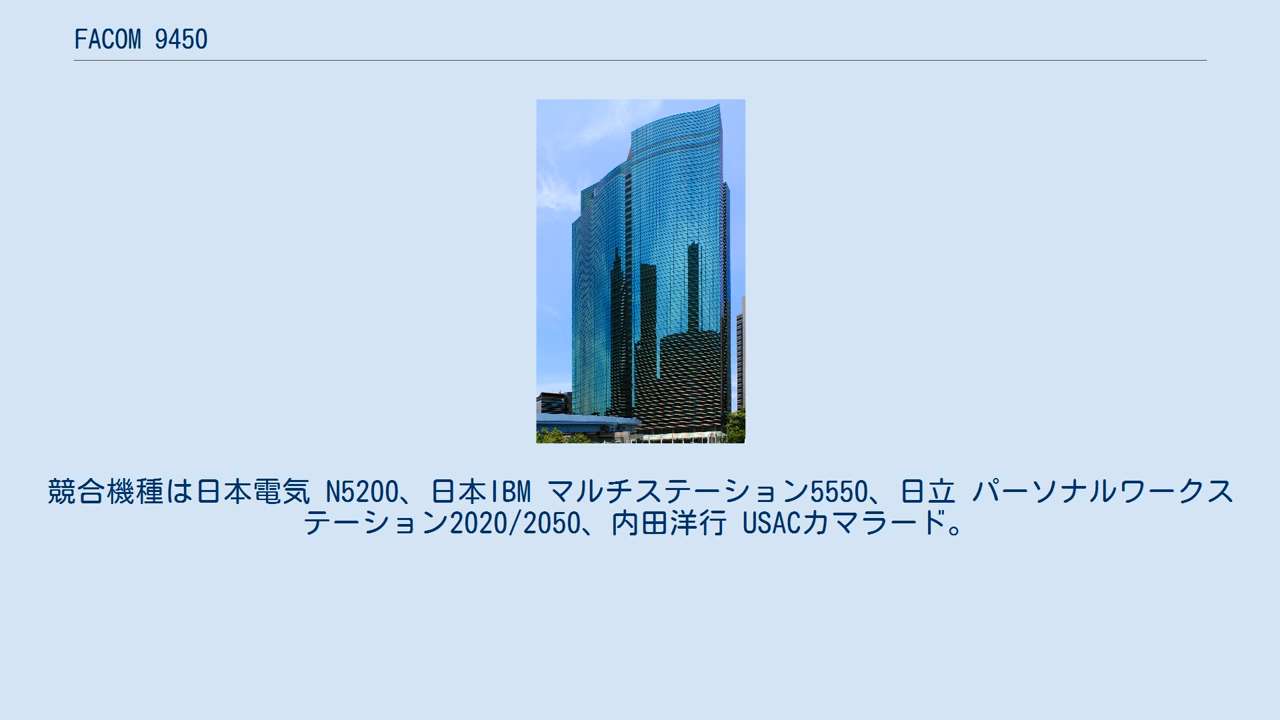 FACOM 9450
競合機種は日本電気 N5200、日本IBM マルチステーション5550、日立 パーソナルワークス
テーション2020/2050、内田洋行 USACカマラード。